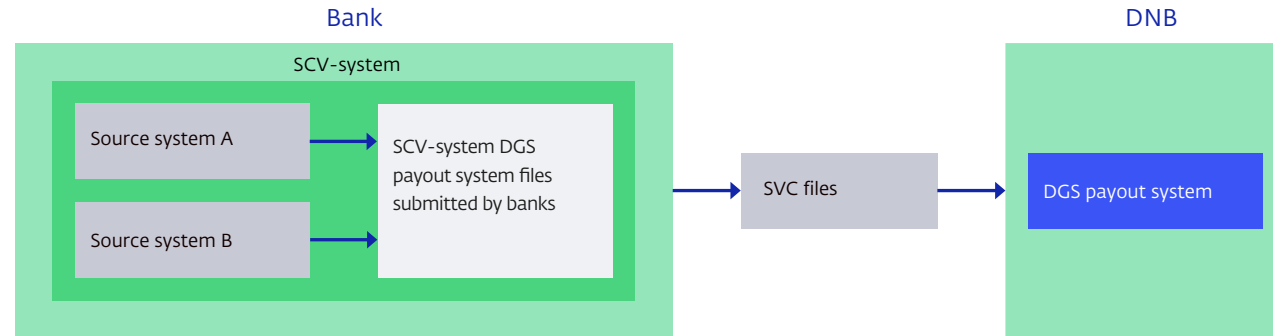 Bank
DNB
SCV-system
Source system A
SCV-system DGS
payout system files
submitted by banks
Source system B
SVC files
DGS payout system